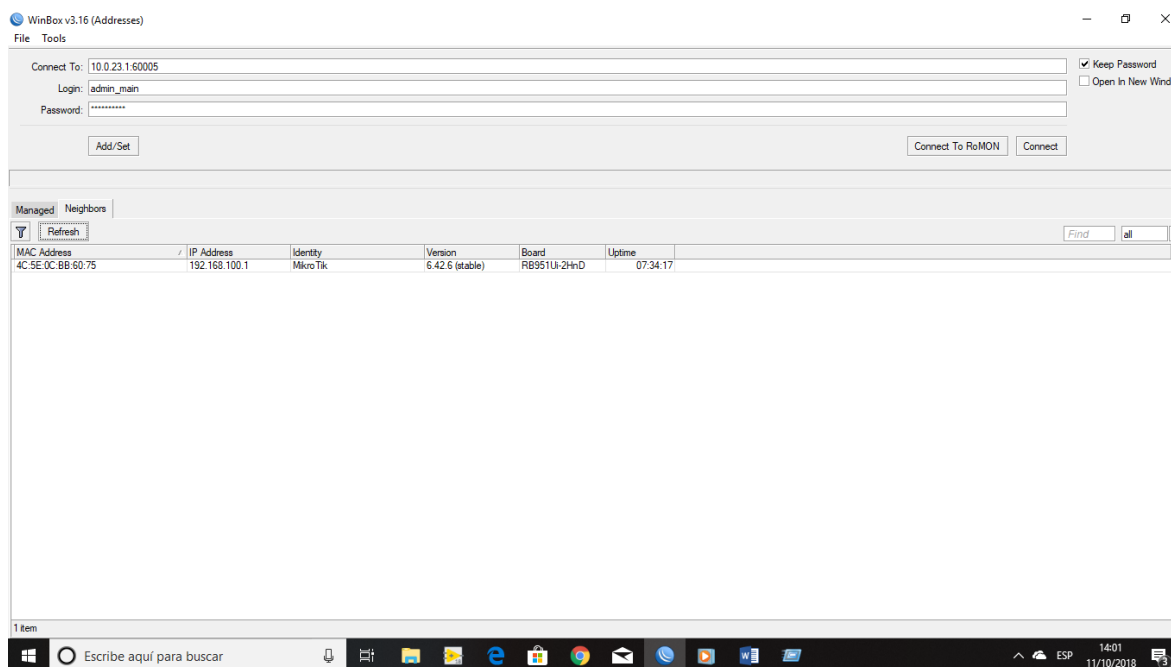 WinBox v3.16 (Addresses)
File Tools
Connect To: 10.0.23.1:60005
Keep Password
Login: admin_main
Open In New Wind
Password: **********
Add/Set
Connect To RoMON
Connect
Managed Neighbors
Refresh
Find
all
MAC Address IP Address Identity Version Board Uptime
4C:5E:0C:BB:60:75 192.168.100.1 MikroTik 6.42.6 (stable) RB951Ui-2HnD 07:34:17
1 item
Escribe aquí para buscar
ESP
14:01
11/10/2018